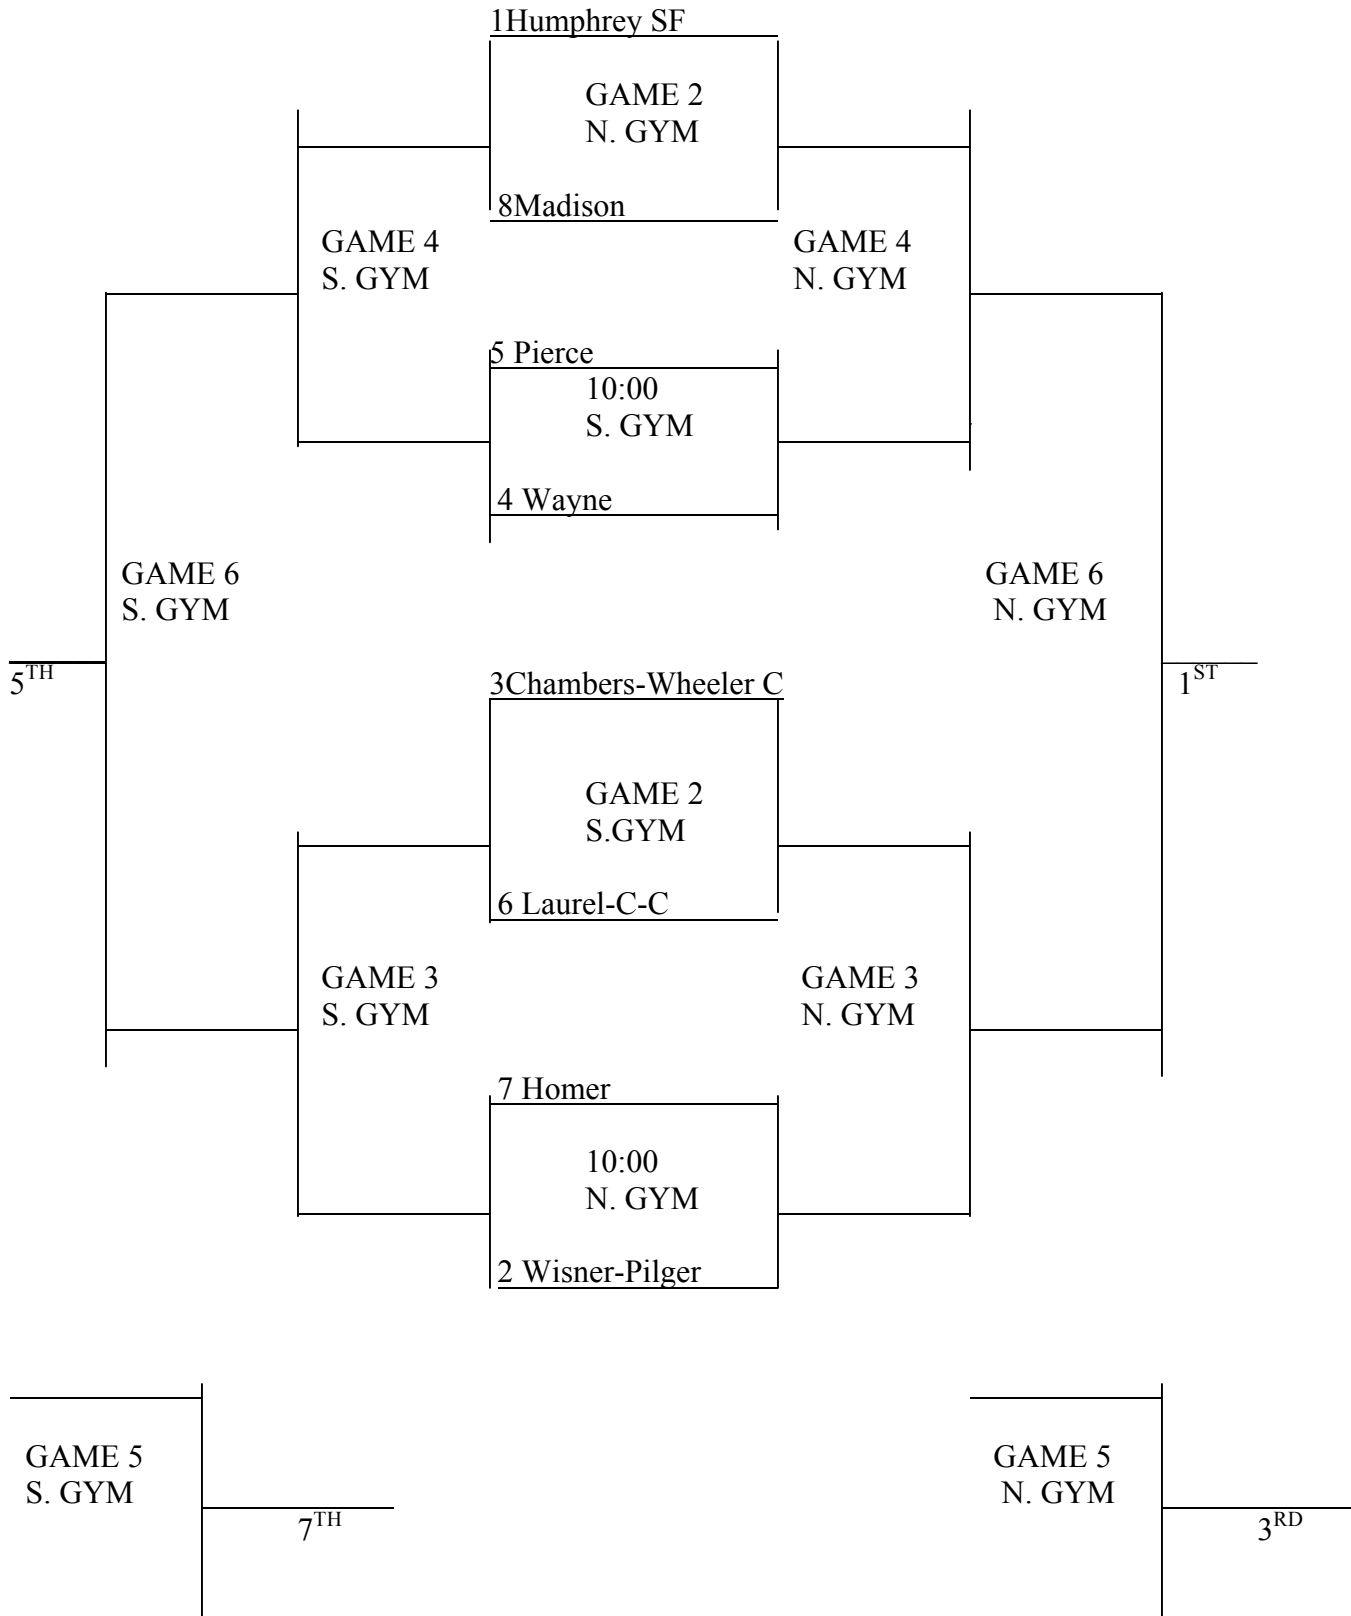 1Humphrey SF
GAME 2
N. GYM
8Madison
GAME 4
S. GYM
GAME 4
N. GYM
5 Pierce
10:00
S. GYM
4 Wayne
GAME 6
S. GYM
GAME 6
N. GYM
5TH
3Chambers-Wheeler C
1ST
GAME 2
S.GYM
6 Laurel-C-C
GAME 3
S. GYM
GAME 3
N. GYM
7 Homer
10:00
N. GYM
2 Wisner-Pilger
GAME 5
S. GYM
7TH
GAME 5
N. GYM
3RD